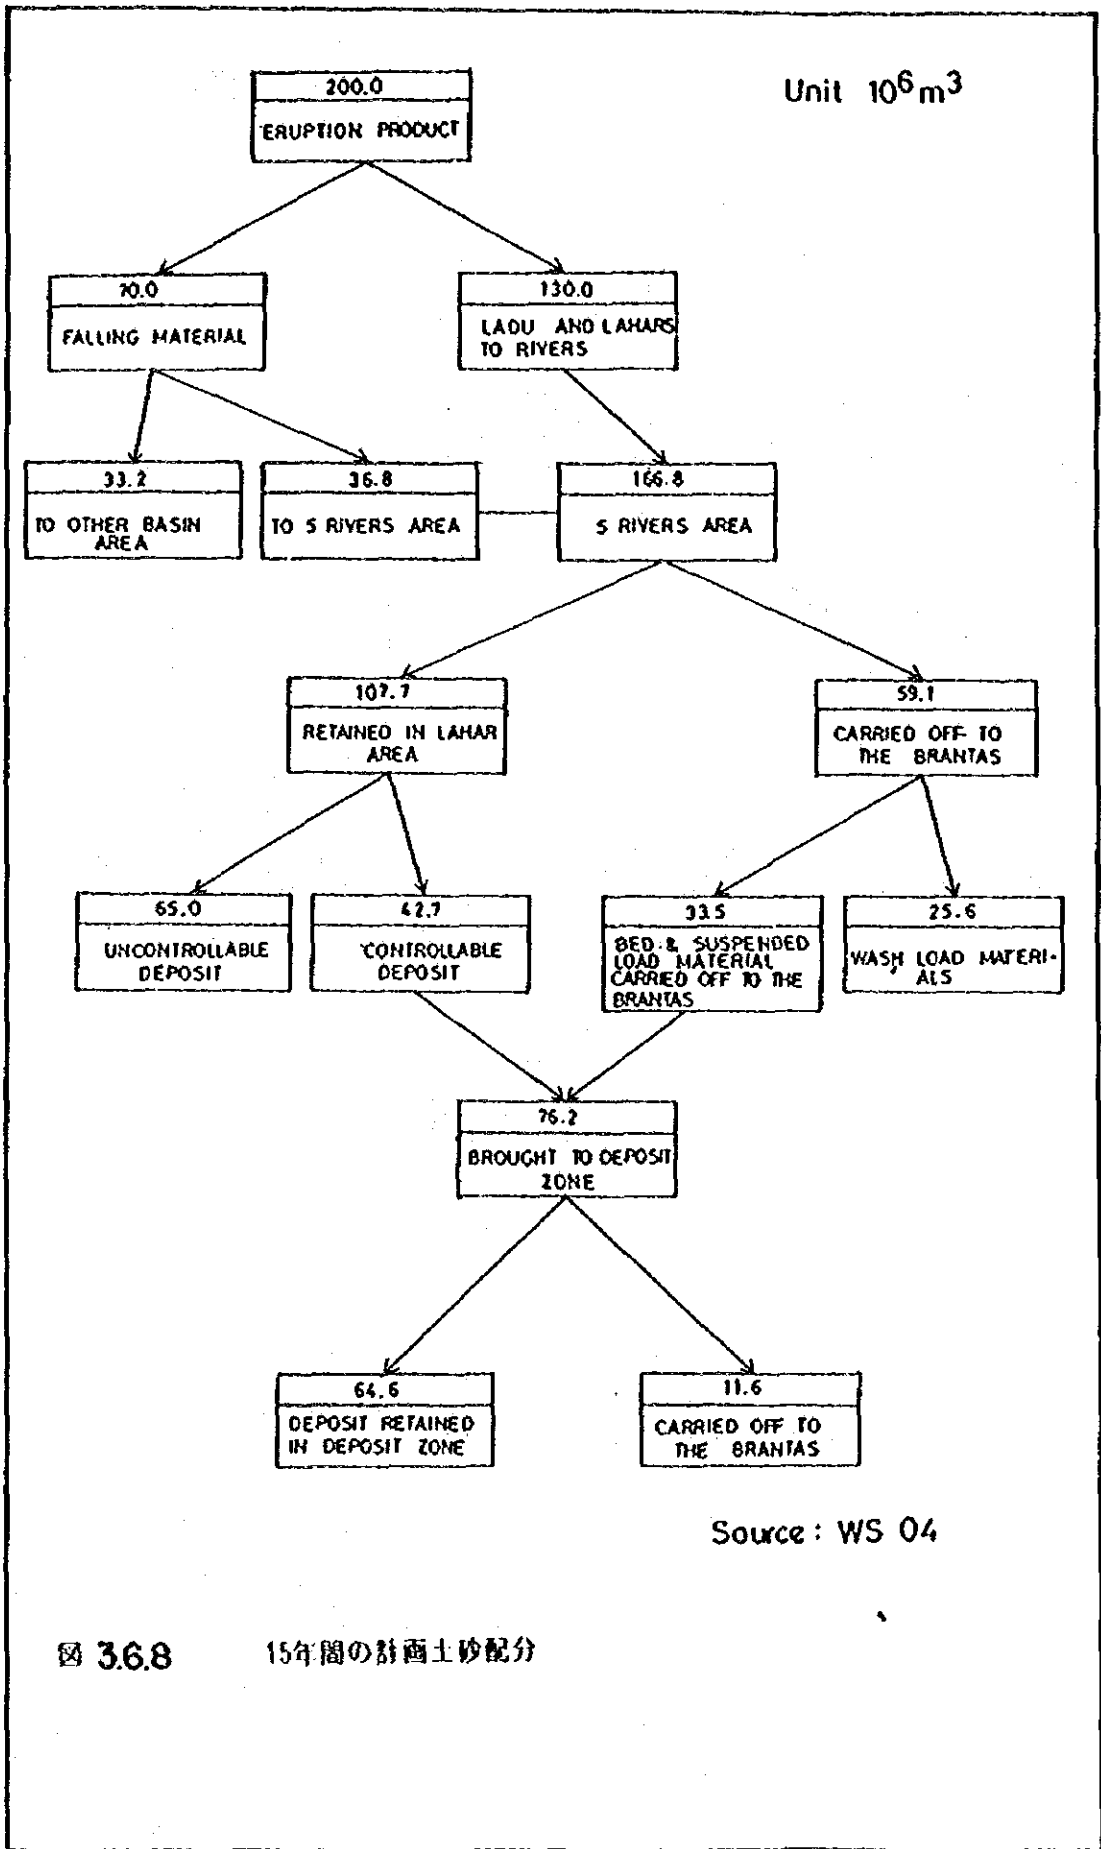 Unit 10⁶m³
200.0
ERUPTION PRODUCT
70.0
FALLING MATERIAL
130.0
LADU AND LAHARS
TO RIVERS
33.2
TO OTHER BASIN
AREA
36.8
TO 5 RIVERS AREA
166.8
5 RIVERS AREA
107.7
RETAINED IN LAHAR
AREA
59.1
CARRIED OFF TO
THE BRANTAS
65.0
UNCONTROLLABLE
DEPOSIT
42.7
CONTROLLABLE
DEPOSIT
33.5
BED & SUSPENDED
LOAD MATERIAL
CARRIED OFF TO THE
BRANTAS
25.6
WASH LOAD MATERI-
ALS
76.2
BROUGHT TO DEPOSIT
ZONE
64.6
DEPOSIT RETAINED
IN DEPOSIT ZONE
11.6
CARRIED OFF TO
THE BRANTAS
Source : WS 04
図 3.6.8 15年間の計画土砂配分